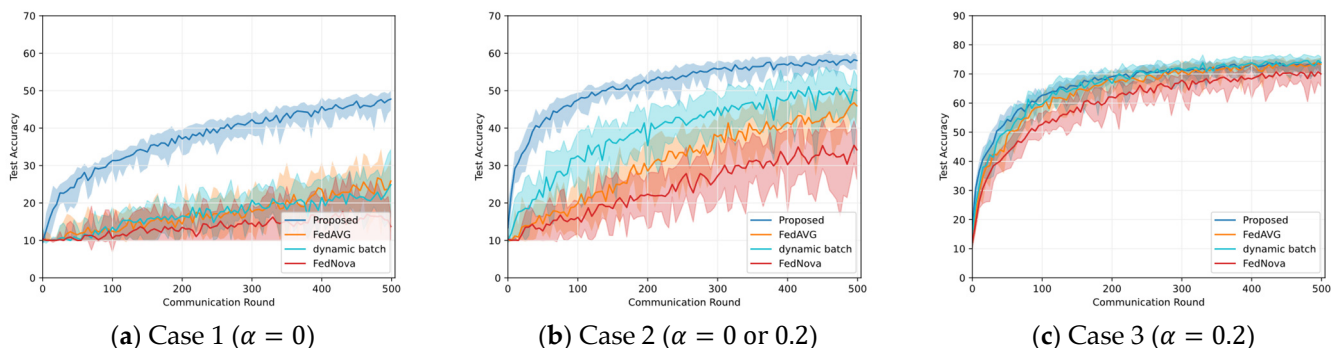 70
60
50
40
30
20
10
0
Test Accuracy
0 100 200 300 400 500
Communication Round
Proposed
FedAVG
dynamic batch
FedNova
(a) Case 1 (α = 0)
70
60
50
40
30
20
10
0
Test Accuracy
0 100 200 300 400 500
Communication Round
Proposed
FedAVG
dynamic batch
FedNova
(b) Case 2 (α = 0 or 0.2)
90
80
70
60
50
40
30
20
10
0
Test Accuracy
0 100 200 300 400 500
Communication Round
Proposed
FedAVG
dynamic batch
FedNova
(c) Case 3 (α = 0.2)